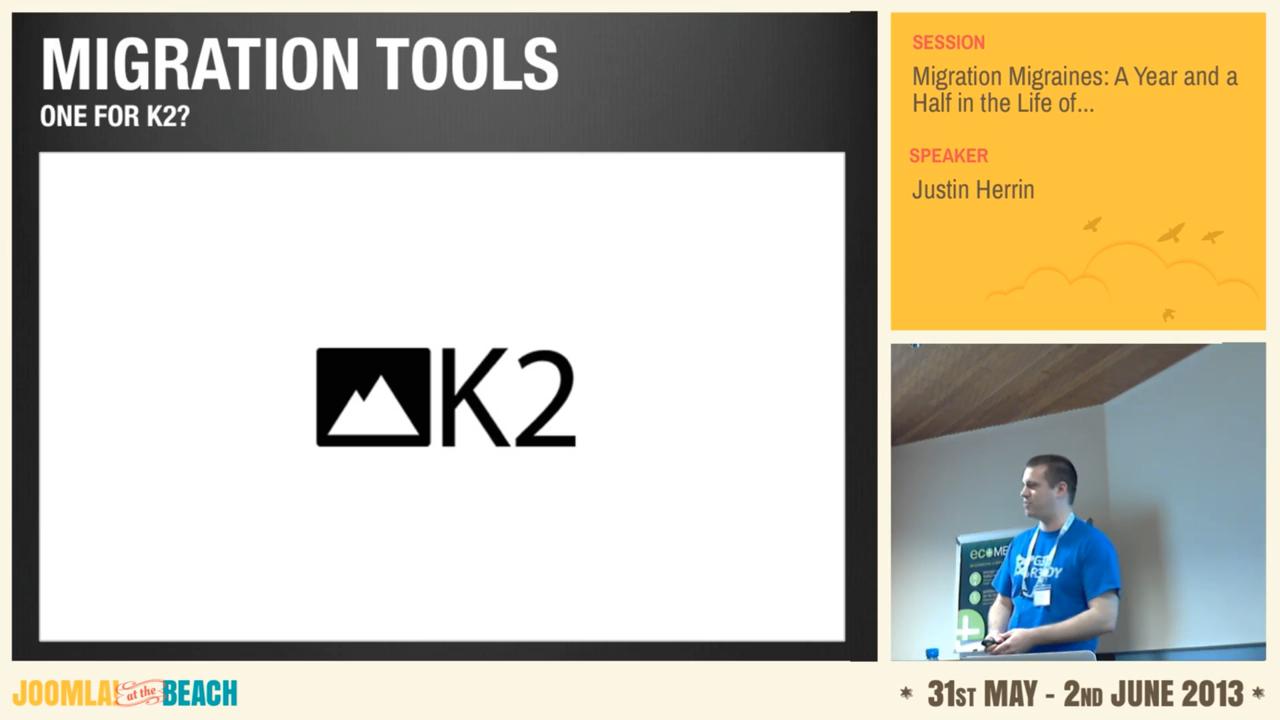 MIGRATION TOOLS
ONE FOR K2?
K2
SESSION
Migration Migraines: A Year and a
Half in the Life of...
SPEAKER
Justin Herrin
JOOMLA! at the BEACH
* 31ST MAY - 2ND JUNE 2013 *